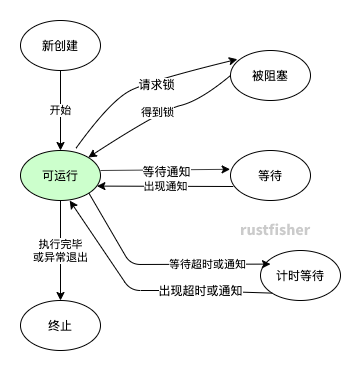 新创建
请求锁
被阻塞
开始
得到锁
可运行
等待通知
出现通知
等待
rustfisher
执行完毕
或异常退出
等待超时或通知
计时等待
出现超时或通知
终止